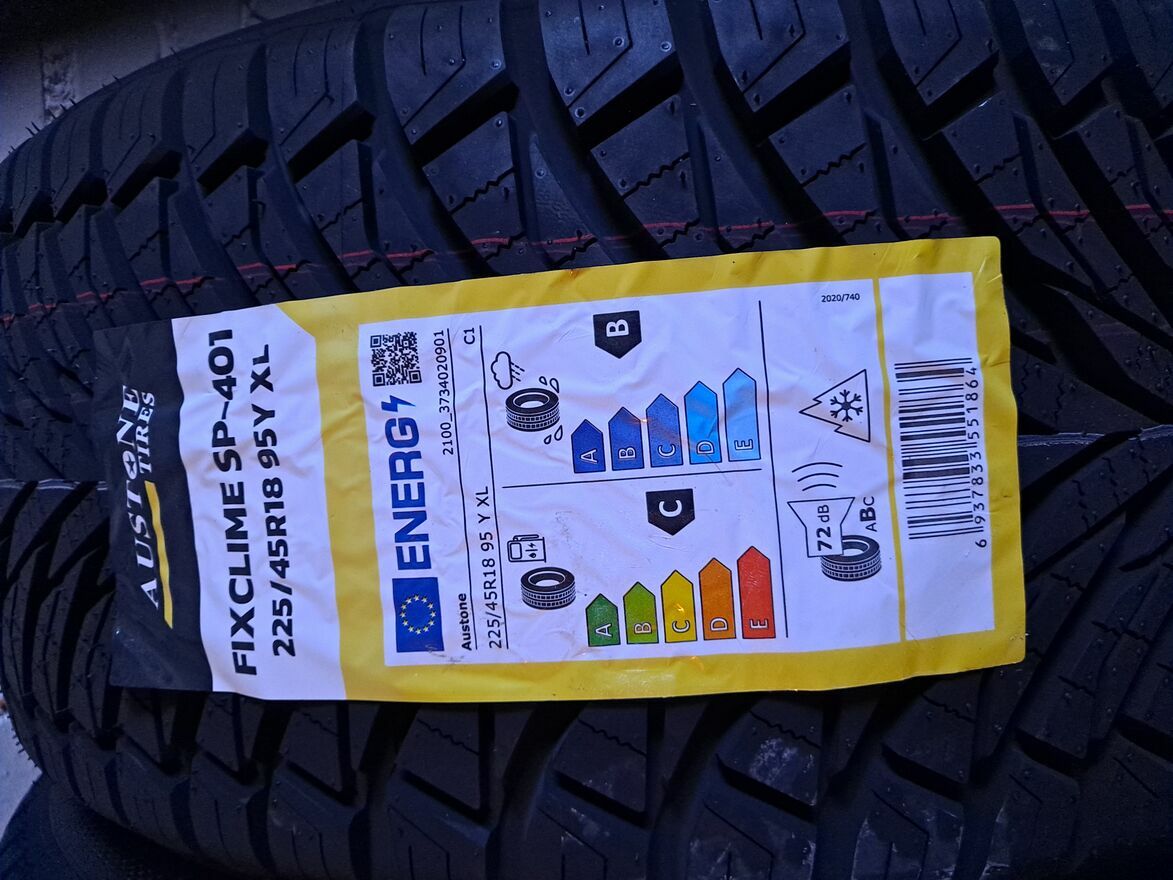 AUSTONE
TIRES
FIXCLIME SP-401
225/45R18 95Y XL
ENERG
Austone
2100_3734020901
225/45R18 95 Y XL
C1
A
B
C
D
E
C
A
B
C
D
E
B
72 dB
ABC
2020/740
6 937833 551864